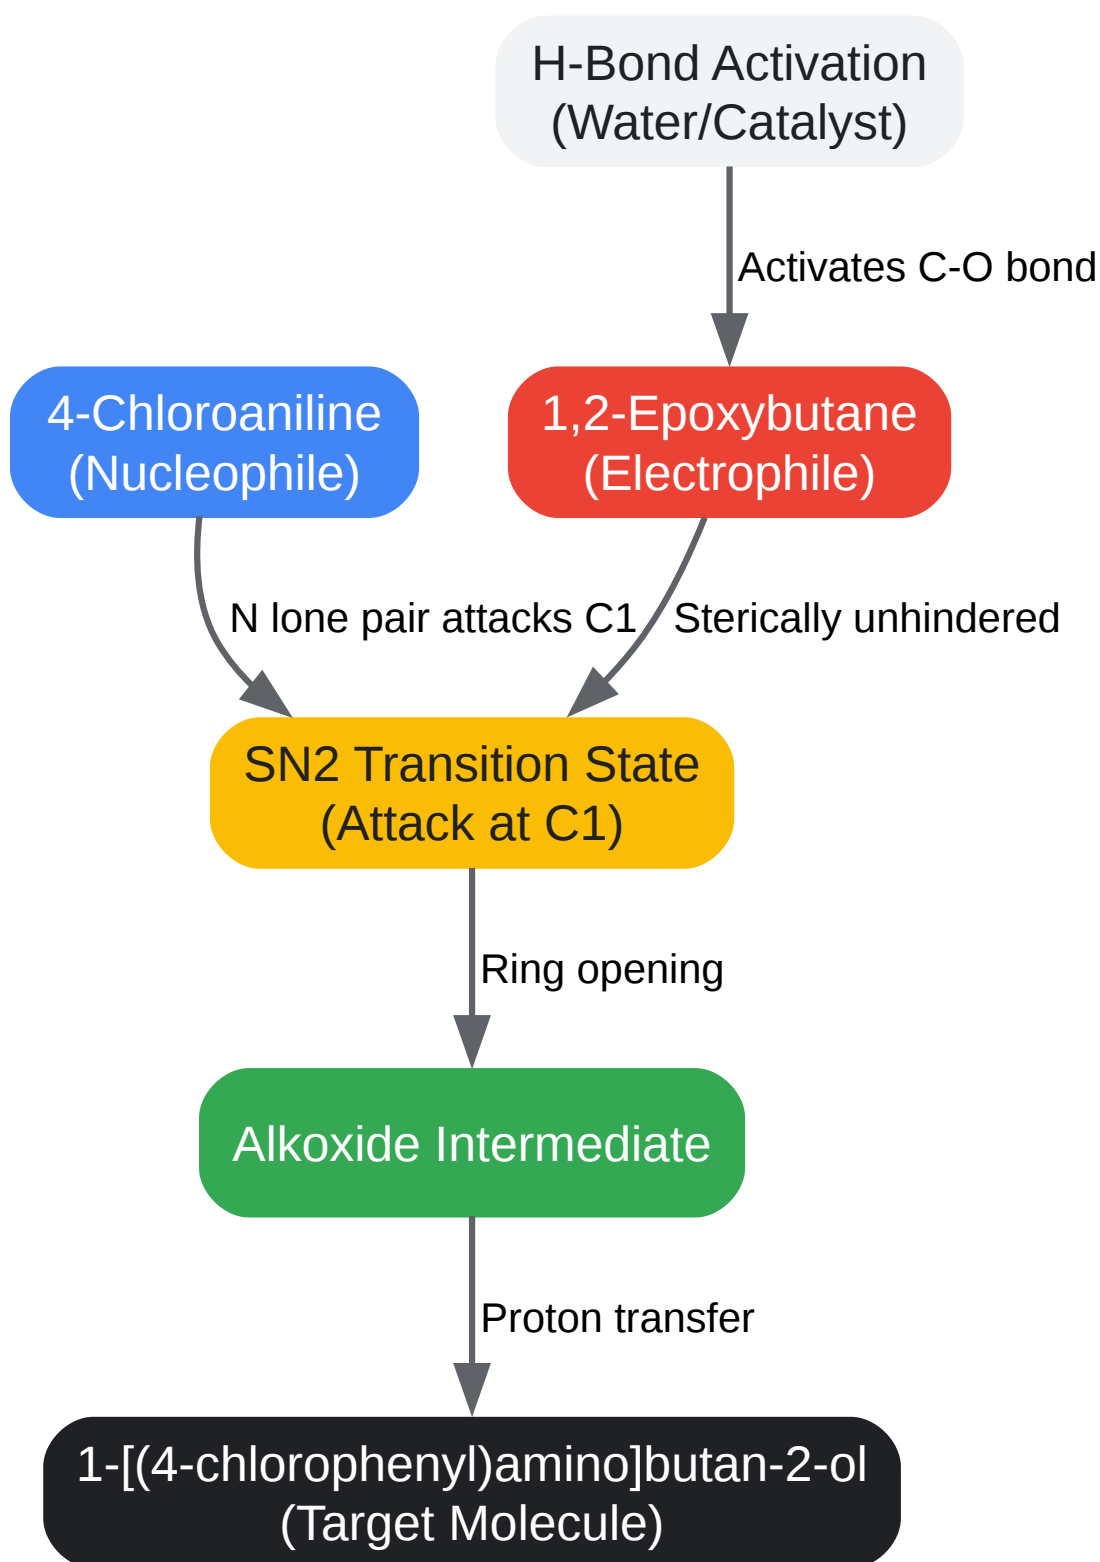 H-Bond Activation
(Water/Catalyst)
Activates C-O bond
4-Chloroaniline
(Nucleophile)
1,2-Epoxybutane
(Electrophile)
N lone pair attacks C1
Sterically unhindered
SN2 Transition State
(Attack at C1)
Ring opening
Alkoxide Intermediate
Proton transfer
1-[(4-chlorophenyl)amino]butan-2-ol
(Target Molecule)